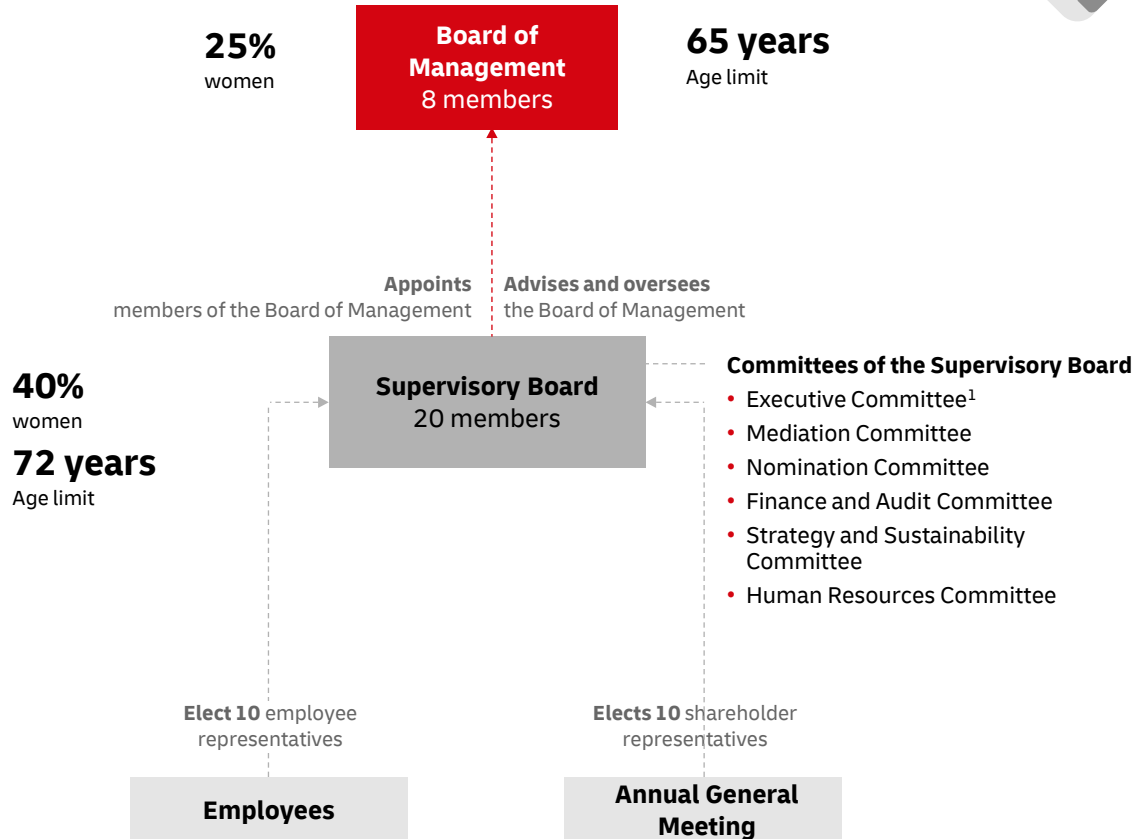 25%
women
Board of
Management
8 members
65 years
Age limit
Appoints
members of the Board of Management
Advises and oversees
the Board of Management
40%
women
72 years
Age limit
Supervisory Board
20 members
Committees of the Supervisory Board
• Executive Committee¹
• Mediation Committee
• Nomination Committee
• Finance and Audit Committee
• Strategy and Sustainability
Committee
• Human Resources Committee
Elect 10 employee
representatives
Elects 10 shareholder
representatives
Employees
Annual General
Meeting